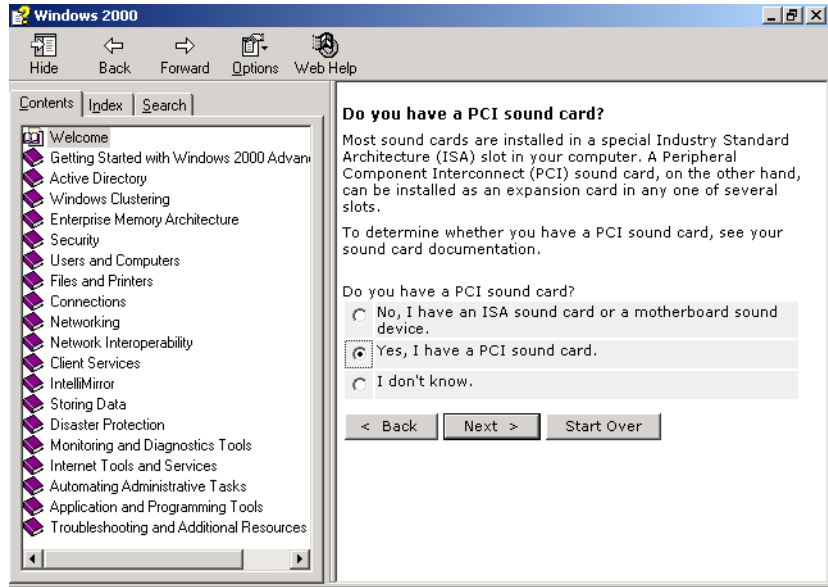 Windows 2000
Hide Back Forward Options Web Help
Contents Index Search
Welcome
Getting Started with Windows 2000 Advan
Active Directory
Windows Clustering
Enterprise Memory Architecture
Security
Users and Computers
Files and Printers
Connections
Networking
Network Interoperability
Client Services
IntelliMirror
Storing Data
Disaster Protection
Monitoring and Diagnostics Tools
Internet Tools and Services
Automating Administrative Tasks
Application and Programming Tools
Troubleshooting and Additional Resources
Do you have a PCI sound card?
Most sound cards are installed in a special Industry Standard
Architecture (ISA) slot in your computer. A Peripheral
Component Interconnect (PCI) sound card, on the other hand,
can be installed as an expansion card in any one of several
slots.
To determine whether you have a PCI sound card, see your
sound card documentation.
Do you have a PCI sound card?
No, I have an ISA sound card or a motherboard sound
device.
Yes, I have a PCI sound card.
I don't know.
< Back Next > Start Over